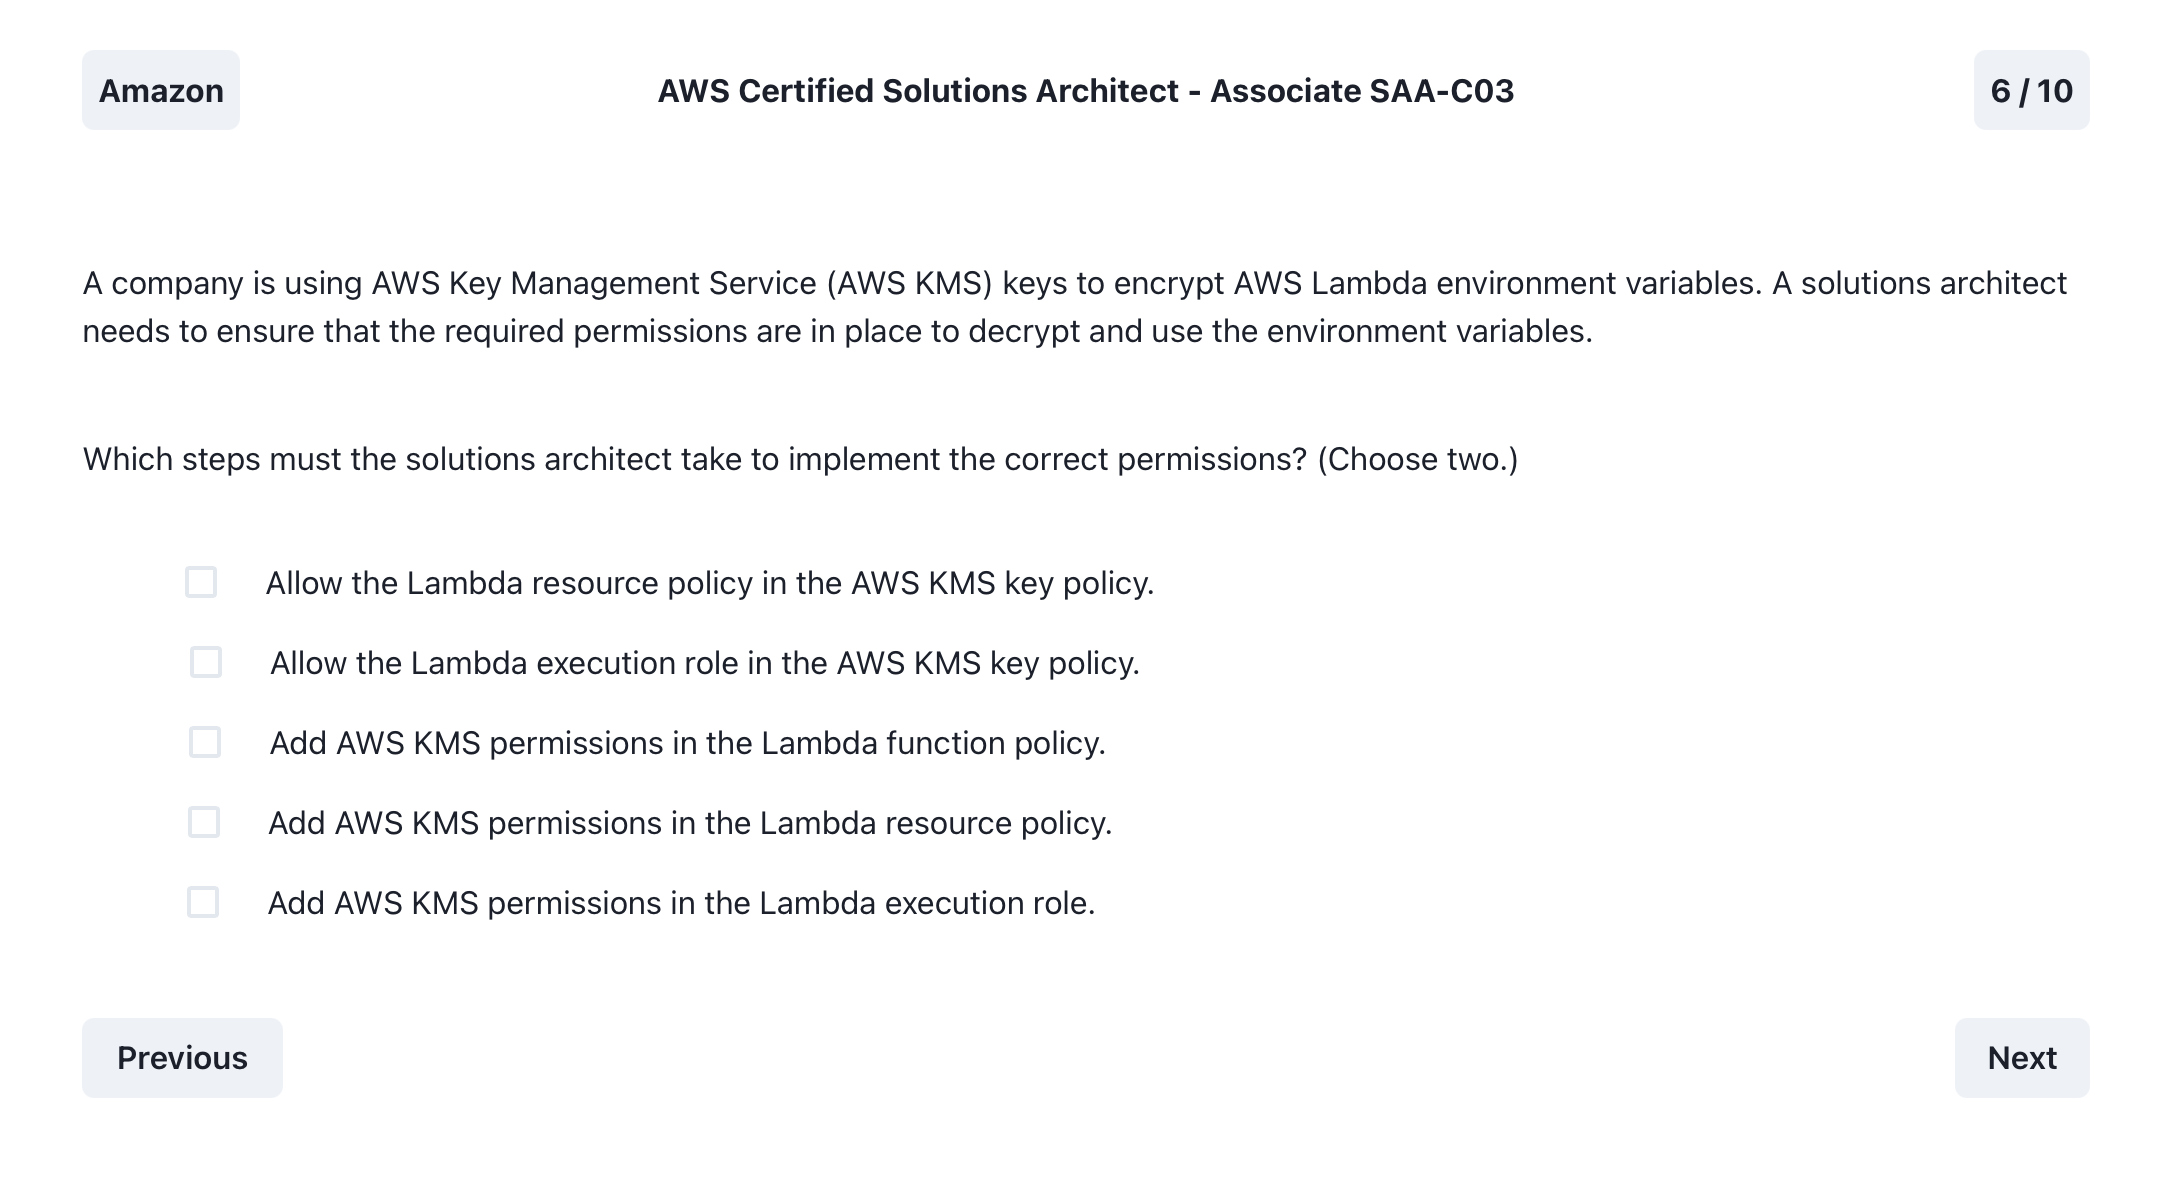 Amazon
AWS Certified Solutions Architect - Associate SAA-C03
6 / 10
A company is using AWS Key Management Service (AWS KMS) keys to encrypt AWS Lambda environment variables. A solutions architect
needs to ensure that the required permissions are in place to decrypt and use the environment variables.
Which steps must the solutions architect take to implement the correct permissions? (Choose two.)
Allow the Lambda resource policy in the AWS KMS key policy.
Allow the Lambda execution role in the AWS KMS key policy.
Add AWS KMS permissions in the Lambda function policy.
Add AWS KMS permissions in the Lambda resource policy.
Add AWS KMS permissions in the Lambda execution role.
Previous
Next